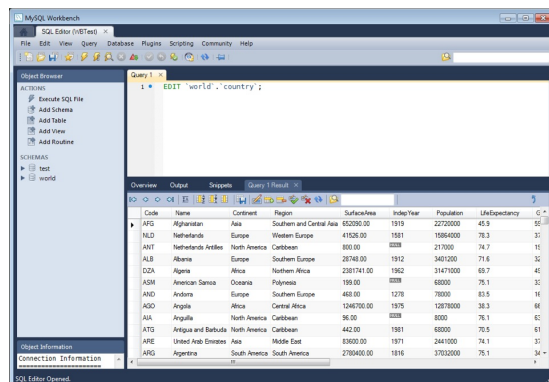 MySQL Workbench
SQL Editor (WBTest) ×
File Edit View Query Database Plugins Scripting Community Help
Object Browser
ACTIONS
Execute SQL File
Add Schema
Add Table
Add View
Add Routine
SCHEMAS
test
world
Query 1 ×
1 EDIT `world`.`country`;
Overview Output Snippets Query 1 Result ×
Code Name Continent Region SurfaceArea IndepYear Population LifeExpectancy G
AFG Afghanistan Asia Southern and Central Asia 652090.00 1919 22720000 45.9
NLD Netherlands Europe Western Europe 41526.00 1581 15864000 78.3 37
ANT Netherlands Antilles North America Caribbean 800.00 NULL 217000 74.7 19
ALB Albania Europe Southern Europe 28748.00 1912 3401200 71.6 32
DZA Algeria Africa Northern Africa 2381741.00 1962 31471000 69.7
ASM American Samoa Oceania Polynesia 199.00 NULL 68000 75.1 33
AND Andorra Europe Southern Europe 468.00 1278 78000 83.5 16
AGO Angola Africa Central Africa 1246700.00 1975 12878000 38.3
AIA Anguilla North America Caribbean 96.00 NULL 8000 76.1 63
ATG Antigua and Barbuda North America Caribbean 442.00 1981 68000 70.5 61
ARE United Arab Emirates Asia Middle East 83600.00 1971 2441000 74.1 37
ARG Argentina South America South America 2780400.00 1816 37032000 75.1 34
Object Information
Connection Information
SQL Editor Opened.